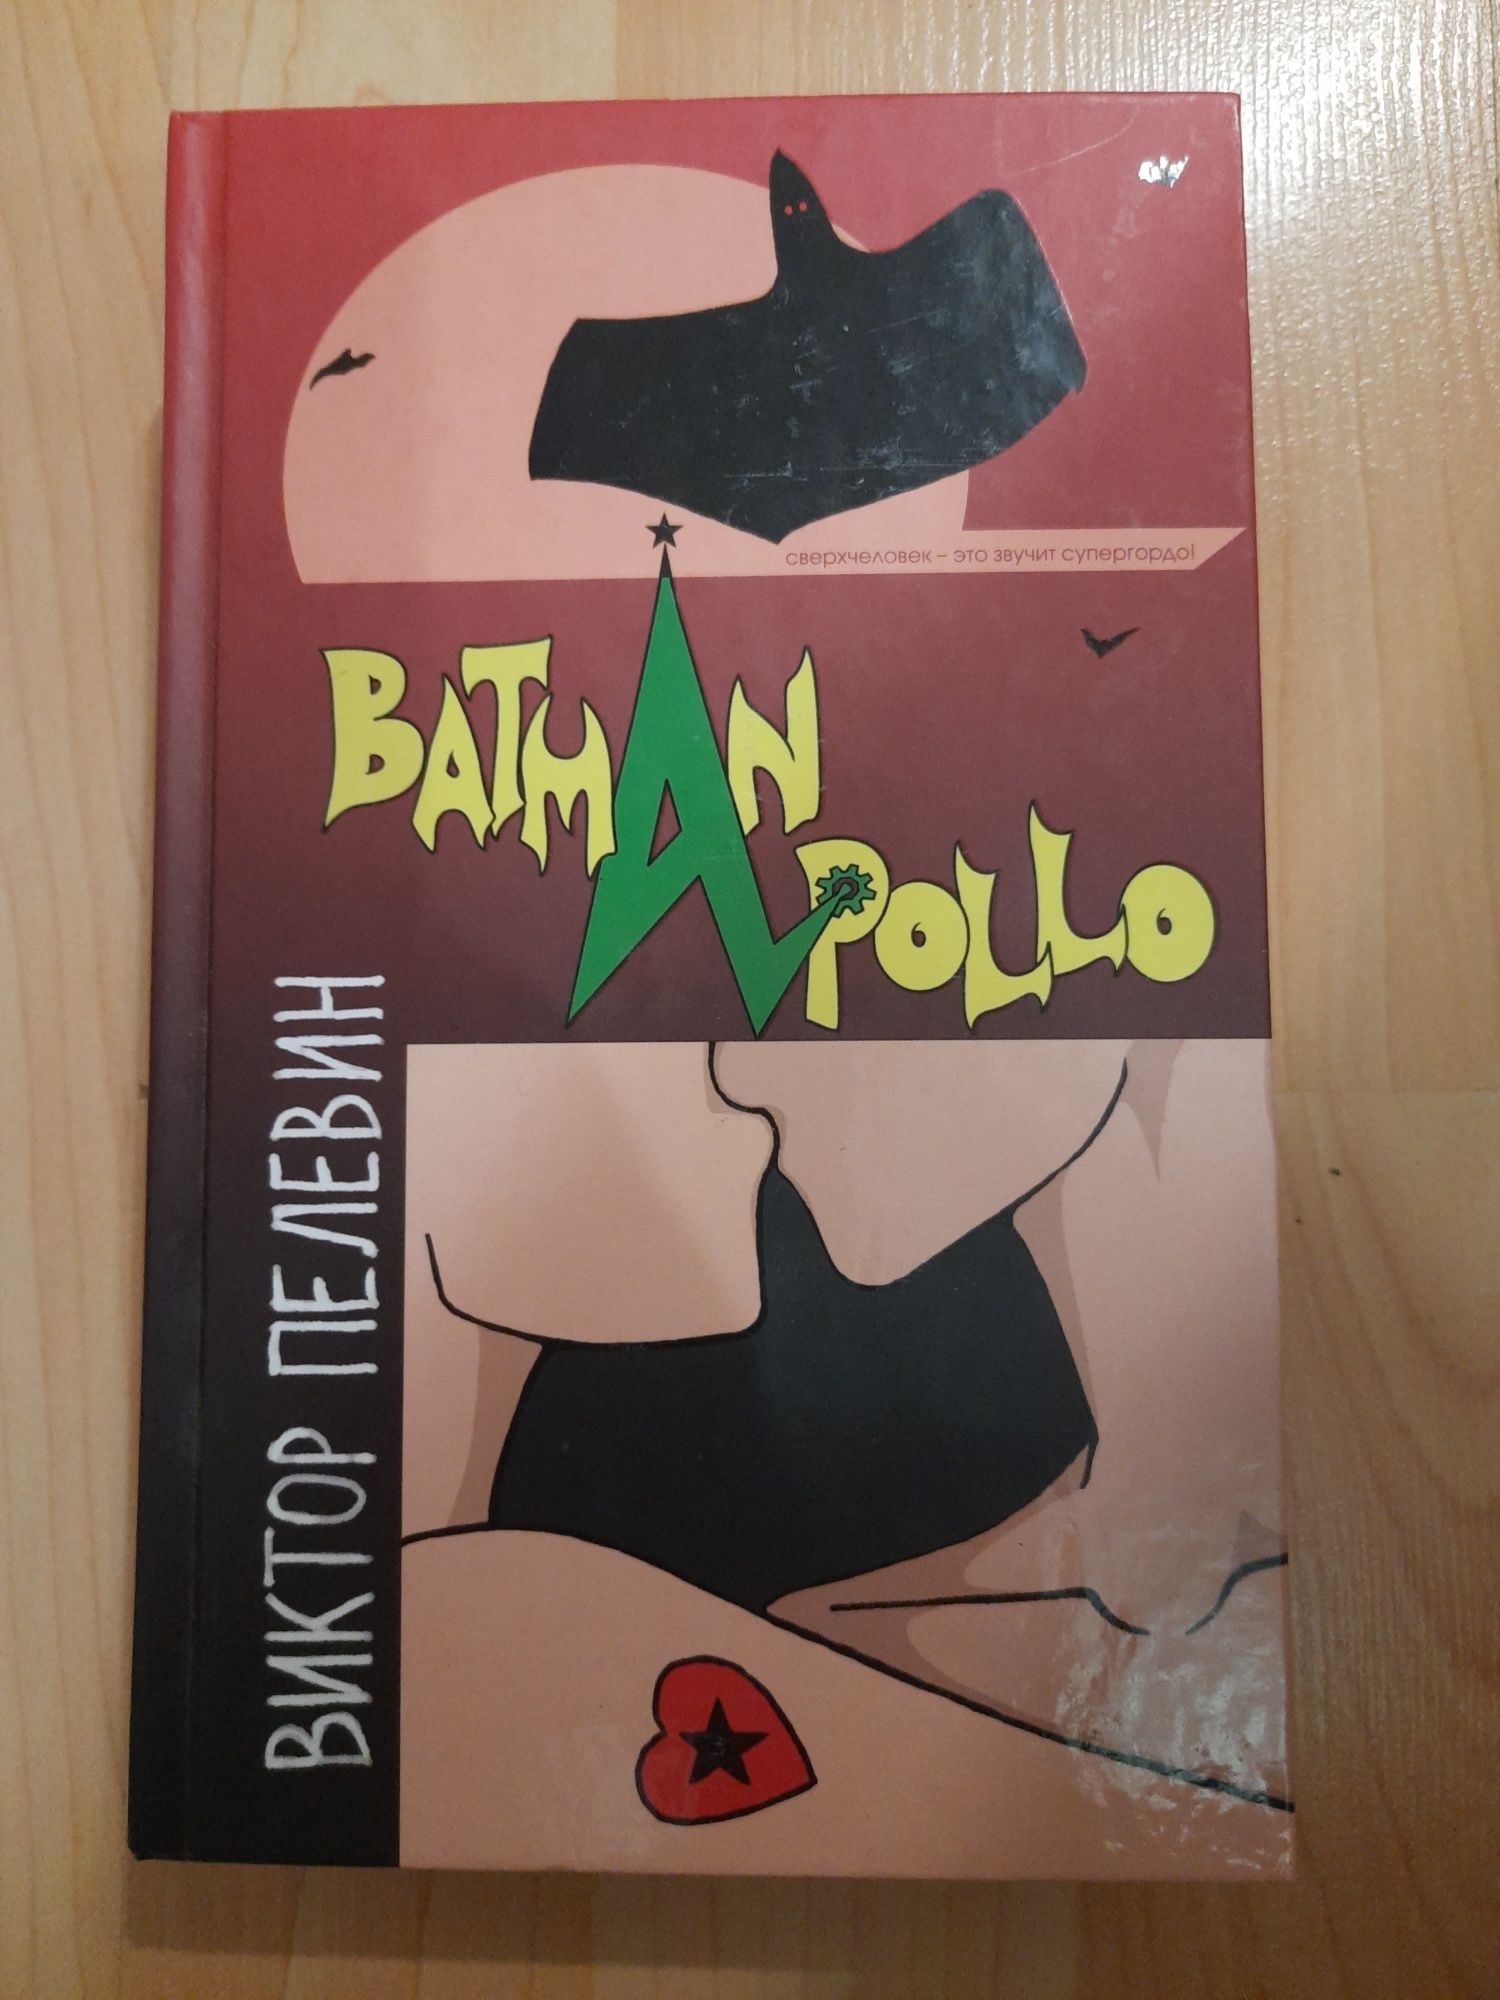 сверхчеловек – это звучит супергордо!
BATMAN
APOLLO
ВИКТОР ПЕЛЕВИН